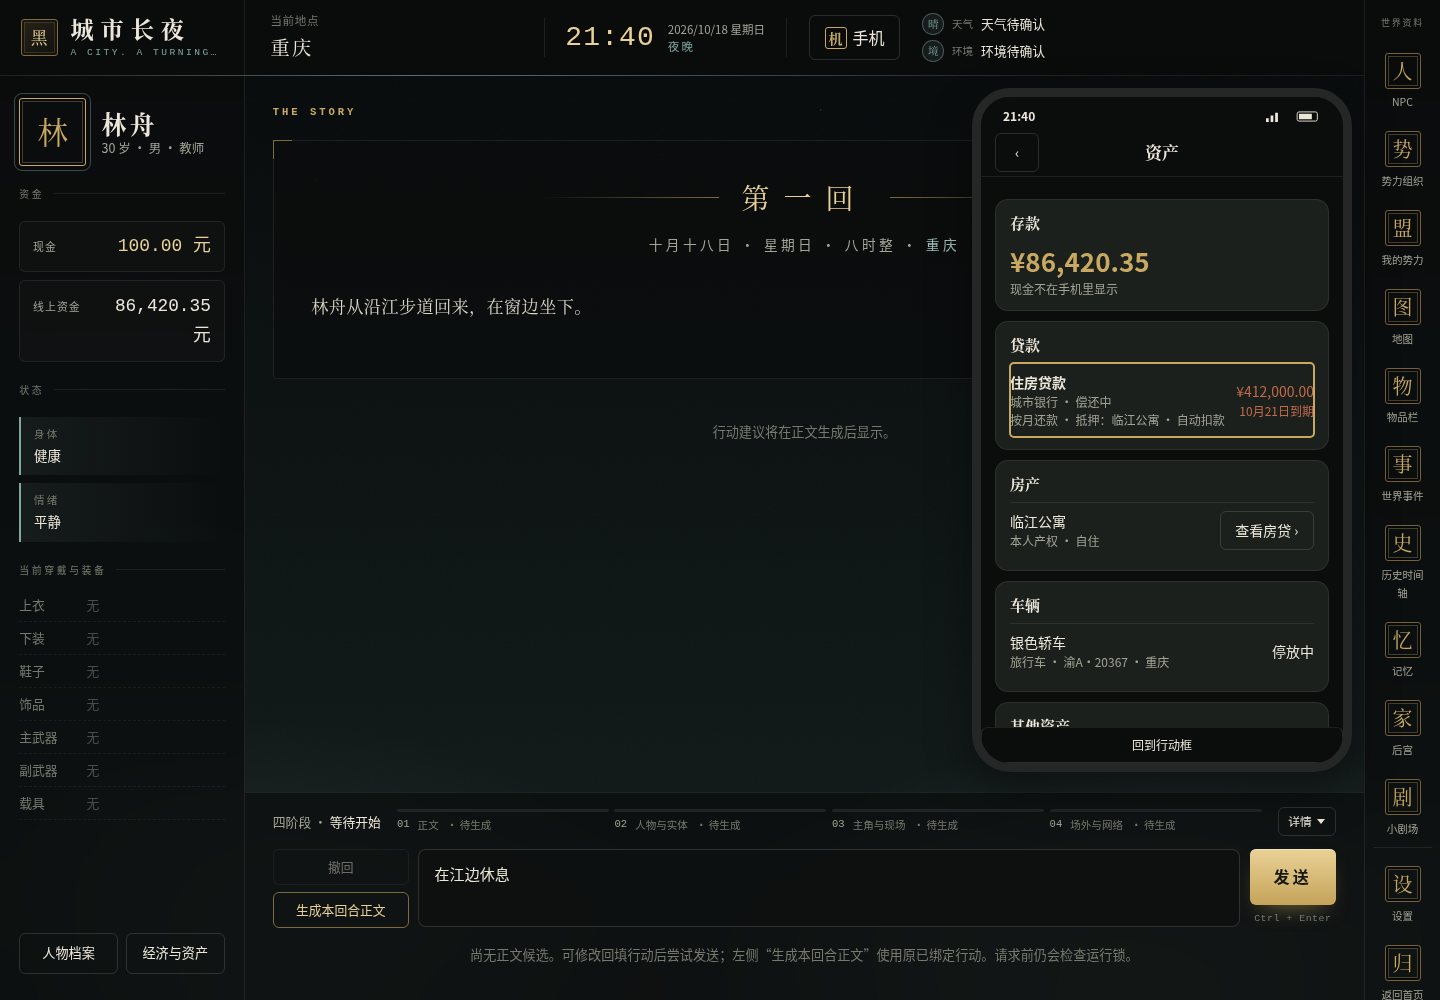 黑
城市长夜
A CITY. A TURNING…
当前地点
重庆
21:40
2026/10/18 星期日
夜晚
机 手机
晴 天气 天气待确认
境 环境 环境待确认
林
林舟
30 岁 • 男 • 教师
资金
现金 100.00 元
线上资金 86,420.35
元
状态
身体
健康
情绪
平静
当前穿戴与装备
上衣 无
下装 无
鞋子 无
饰品 无
主武器 无
副武器 无
载具 无
人物档案
经济与资产
THE STORY
第一回
十月十八日 • 星期日 • 八时整 • 重庆
林舟从沿江步道回来，在窗边坐下。
行动建议将在正文生成后显示。
21:40
‹ 资产
存款
¥86,420.35
现金不在手机里显示
贷款
住房贷款
城市银行 • 偿还中
按月还款 • 抵押：临江公寓 • 自动扣款
¥412,000.00
10月21日到期
房产
临江公寓
本人产权 • 自住
查看房贷 ›
车辆
银色轿车
旅行车 • 渝A·20367 • 重庆
停放中
其他资产
回到行动框
四阶段 • 等待开始
01 正文 • 待生成
02 人物与实体 • 待生成
03 主角与现场 • 待生成
04 场外与网络 • 待生成
详情
撤回
生成本回合正文
在江边休息
发送
Ctrl + Enter
尚无正文候选。可修改回填行动后尝试发送；左侧“生成本回合正文”使用原已绑定行动。请求前仍会检查运行锁。
世界资料
人
NPC
势
势力组织
盟
我的势力
图
地图
物
物品栏
事
世界事件
史
历史时间
轴
忆
记忆
家
后宫
剧
小剧场
设
设置
归
返回首页